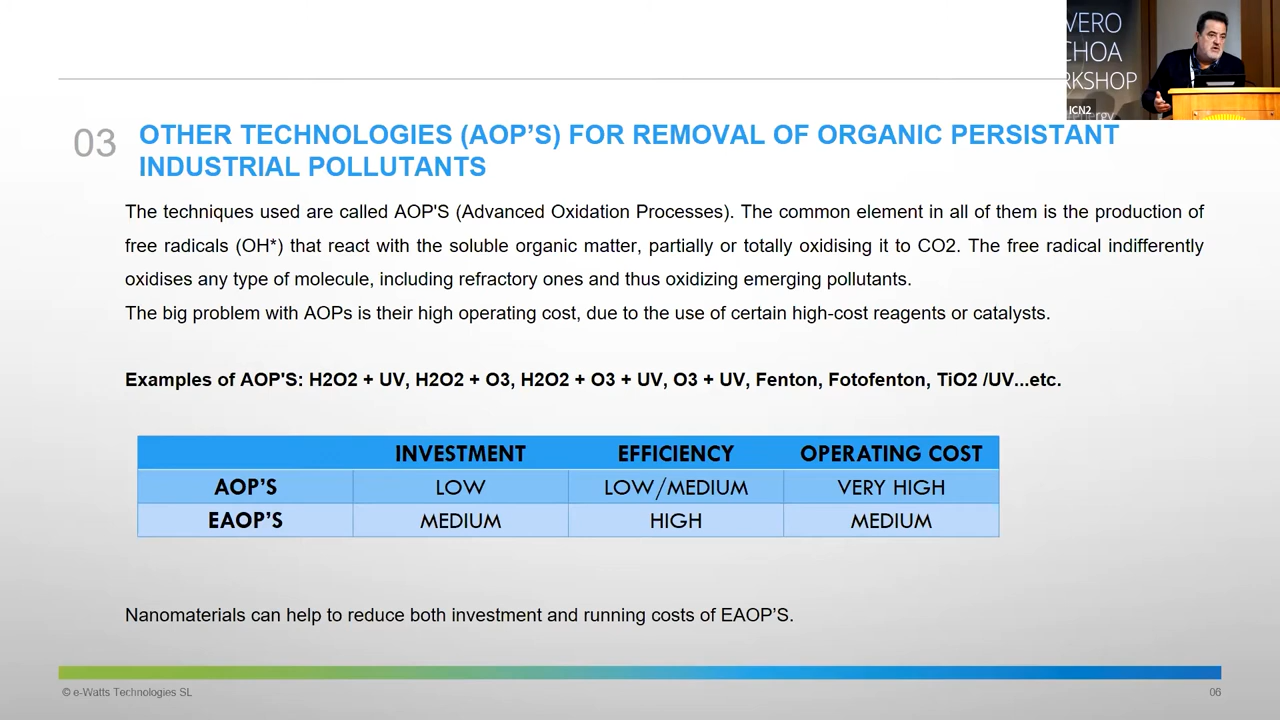 VERO
CHOA
RKSHOP
ICN2
energy
03
OTHER TECHNOLOGIES (AOP’S) FOR REMOVAL OF ORGANIC PERSISTANT
INDUSTRIAL POLLUTANTS
The techniques used are called AOP'S (Advanced Oxidation Processes). The common element in all of them is the production of
free radicals (OH*) that react with the soluble organic matter, partially or totally oxidising it to CO2. The free radical indifferently
oxidises any type of molecule, including refractory ones and thus oxidizing emerging pollutants.
The big problem with AOPs is their high operating cost, due to the use of certain high-cost reagents or catalysts.
Examples of AOP'S: H2O2 + UV, H2O2 + O3, H2O2 + O3 + UV, O3 + UV, Fenton, Fotofenton, TiO2 /UV...etc.
INVESTMENT EFFICIENCY OPERATING COST
AOP’S LOW LOW/MEDIUM VERY HIGH
EAOP’S MEDIUM HIGH MEDIUM
Nanomaterials can help to reduce both investment and running costs of EAOP’S.
© e-Watts Technologies SL 06